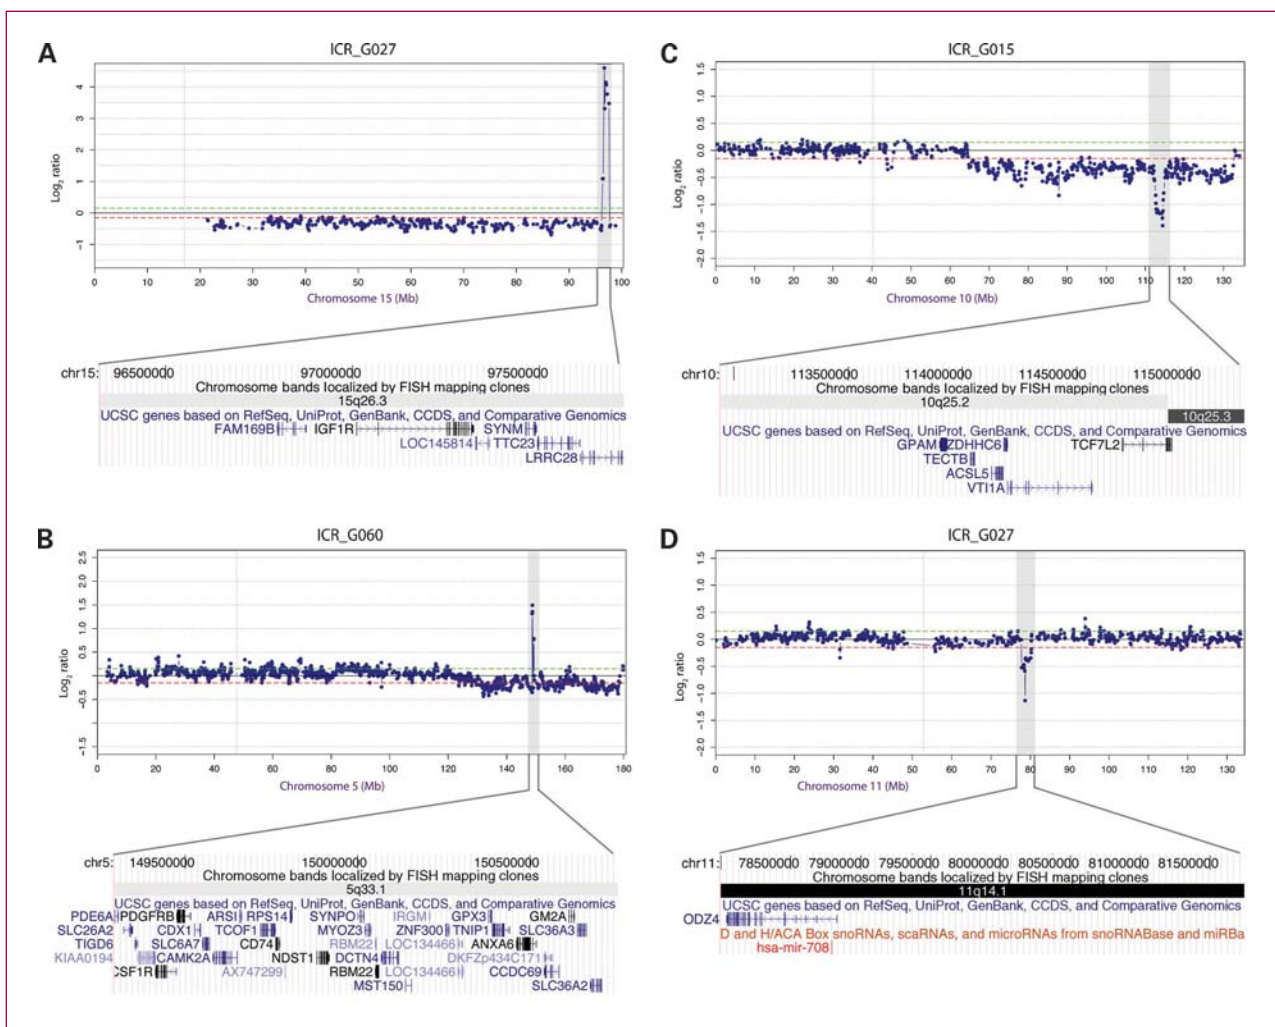 A
ICR_G027
Log2 ratio
4
3
2
1
0
−1
0 10 20 30 40 50 60 70 80 90 100
Chromosome 15 (Mb)
chr15: 96500000 97000000 97500000
Chromosome bands localized by FISH mapping clones
15q26.3
UCSC genes based on RefSeq, UniProt, GenBank, CCDS, and Comparative Genomics
FAM169B IGF1R SYNM
LOC145814 TTC23
LRRC28
B
ICR_G060
Log2 ratio
2.5
2.0
1.5
1.0
0.5
0
−0.5
−1.5
0 20 40 60 80 100 120 140 160 180
Chromosome 5 (Mb)
chr5: 149500000 150000000 150500000
Chromosome bands localized by FISH mapping clones
5q33.1
UCSC genes based on RefSeq, UniProt, GenBank, CCDS, and Comparative Genomics
PDE6A PDGFRB ARSI RPS14 SYNPO IRGM GPX3 GM2A
SLC26A2 CDX1 TCOF1 MYOZ3 ZNF300 TNIP1 SLC36A3
TIGD6 SLC6A7 CD74 RBM22 LOC134466 ANXA6
KIAA0194 CAMK2A NDST1 DCTN4 DKFZp434C171
CSF1R AX747299 RBM22 LOC134466 CCDC69
MST150 SLC36A2
C
ICR_G015
Log2 ratio
1.5
1.0
0.5
0.0
−0.5
−1.0
−1.5
−2.0
0 10 20 30 40 50 60 70 80 90 100 110 120 130
Chromosome 10 (Mb)
chr10: 113500000 114000000 114500000 115000000
Chromosome bands localized by FISH mapping clones
10q25.2
10q25.3
UCSC genes based on RefSeq, UniProt, GenBank, CCDS, and Comparative Genomics
GPAM ZDHHC6 TCF7L2
TECTB
ACSL5
VTI1A
D
ICR_G027
Log2 ratio
1.5
1.0
0.5
0.0
−0.5
−1.0
−1.5
−2.0
0 10 20 30 40 50 60 70 80 90 100 110 120 130
Chromosome 11 (Mb)
chr11: 78500000 79000000 79500000 80000000 80500000 81000000 81500000
Chromosome bands localized by FISH mapping clones
11q14.1
UCSC genes based on RefSeq, UniProt, GenBank, CCDS, and Comparative Genomics
ODZ4
D and H/ACA Box snoRNAs, scaRNAs, and microRNAs from snoRNABase and miRBa
hsa-mir-708